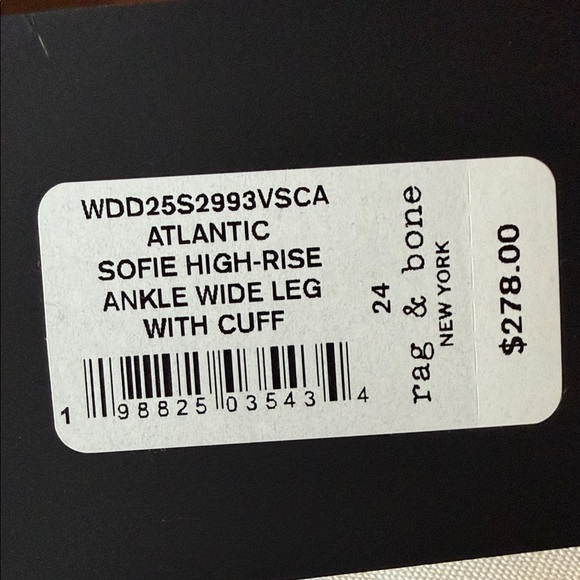 WDD25S2993VSCA
ATLANTIC
SOFIE HIGH-RISE
ANKLE WIDE LEG
WITH CUFF
1 98825 03543 4
24
rag & bone
NEW YORK
$278.00